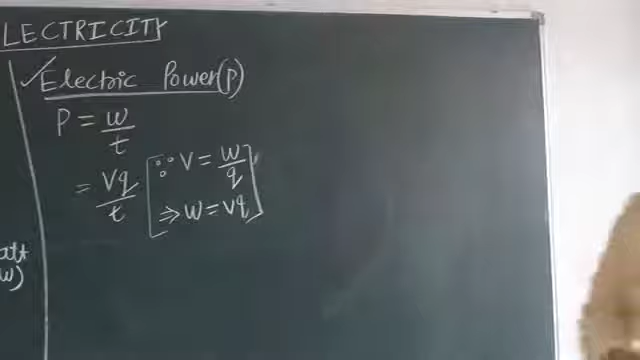 LECTRICITY
✓Electric Power(P)
P = w/t
= Vq/t [∵ V = w/q
⇒ W = Vq]
att
W)